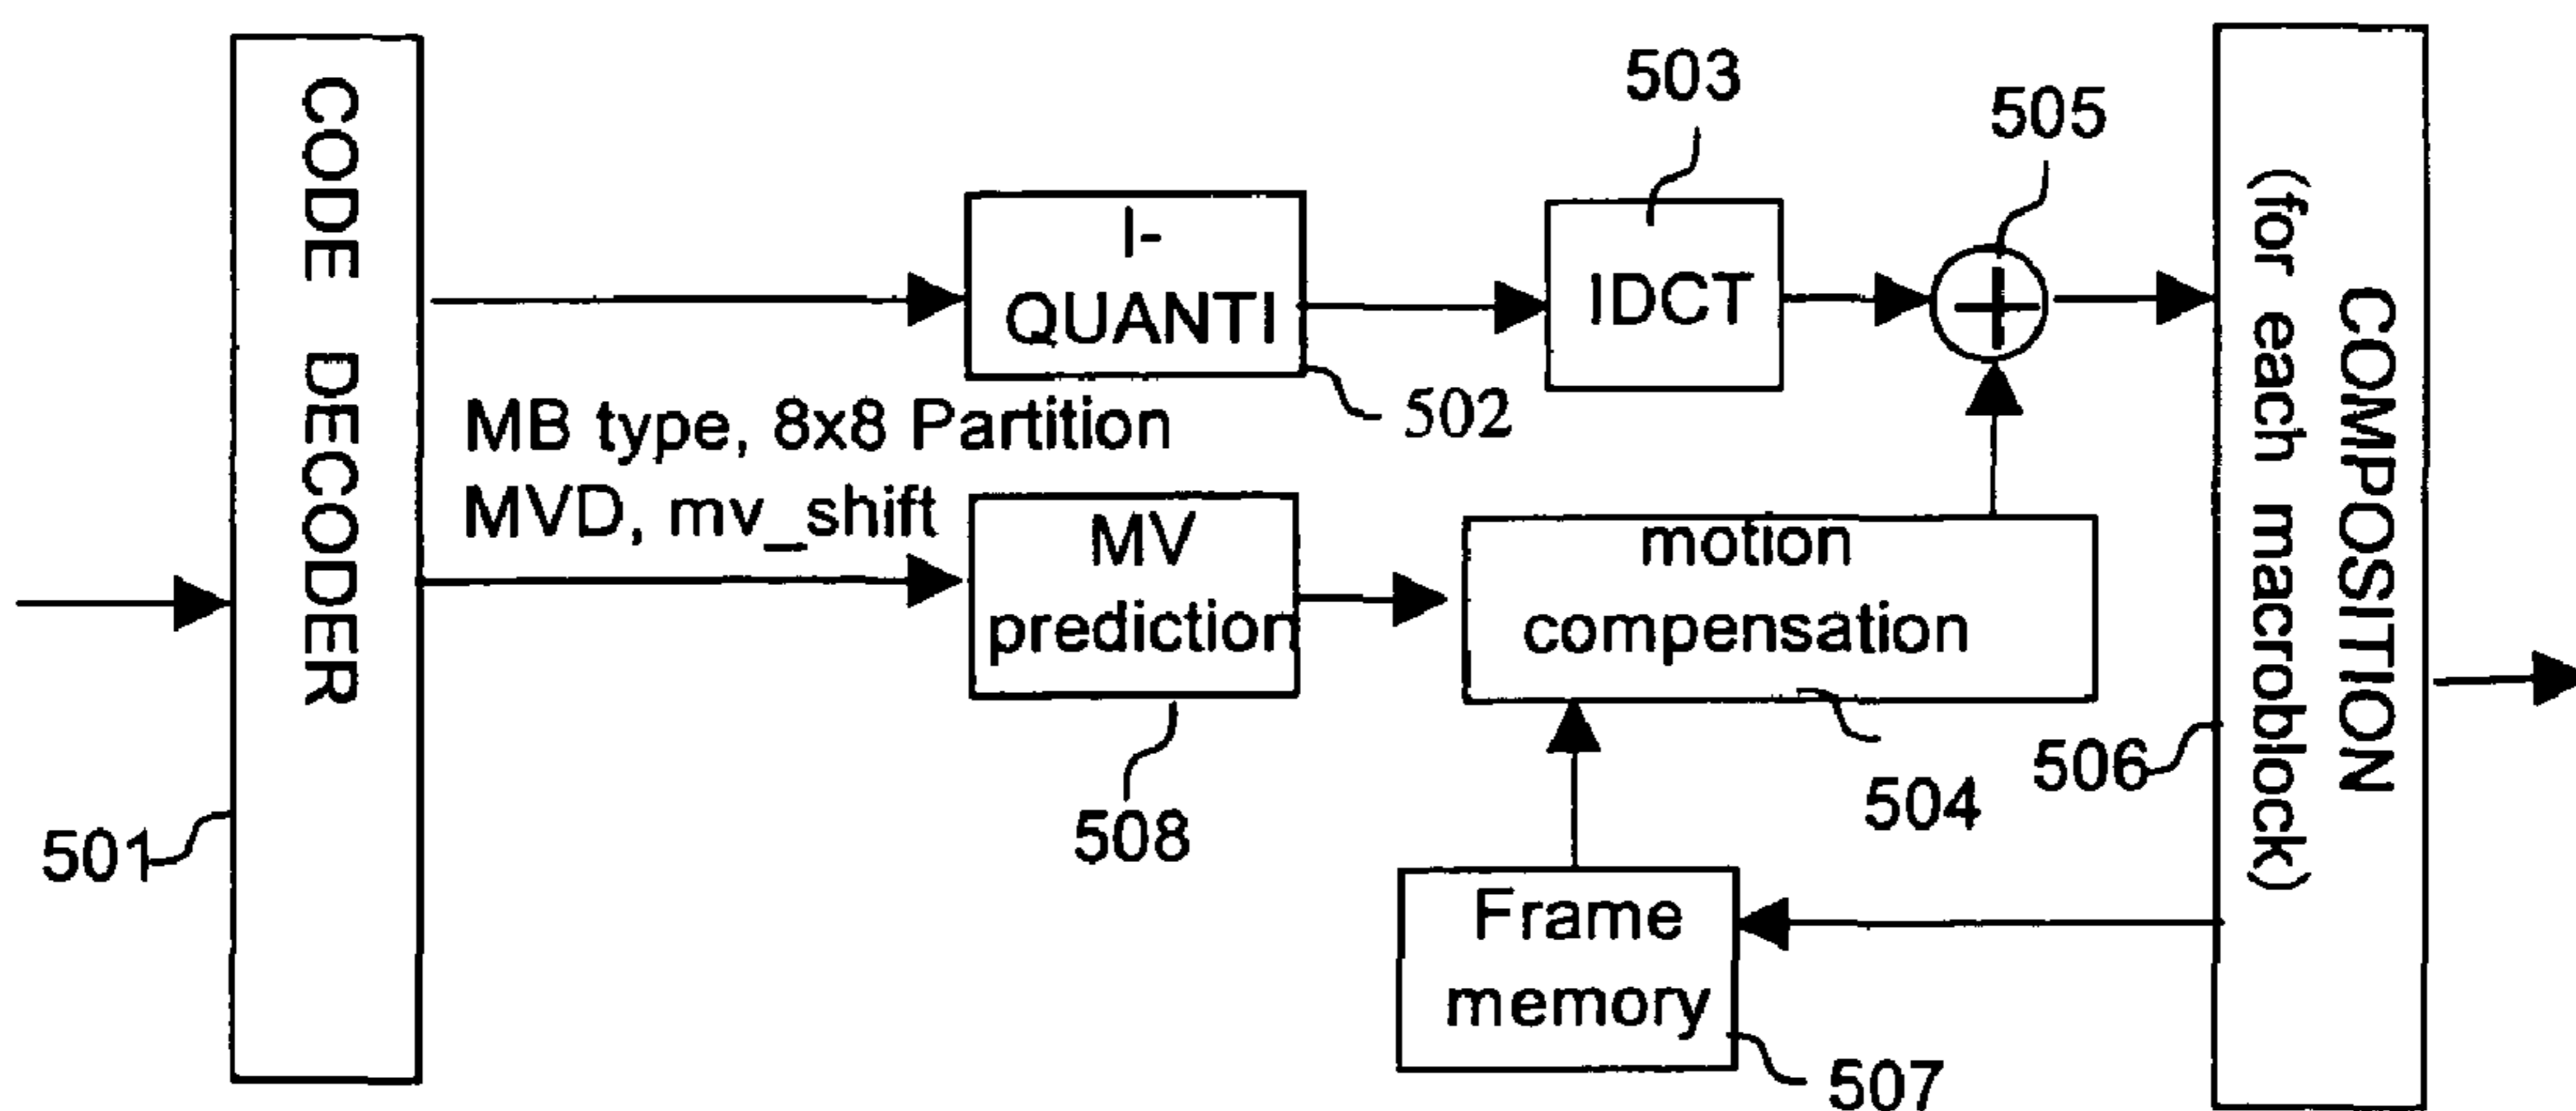 CODE DECODER
501
MB type, 8x8 Partition
MVD, mv_shift
I-
QUANTI
502
503
IDCT
505
MV
prediction
508
motion
compensation
504
Frame
memory
507
506
COMPOSITION
(for each macroblock)